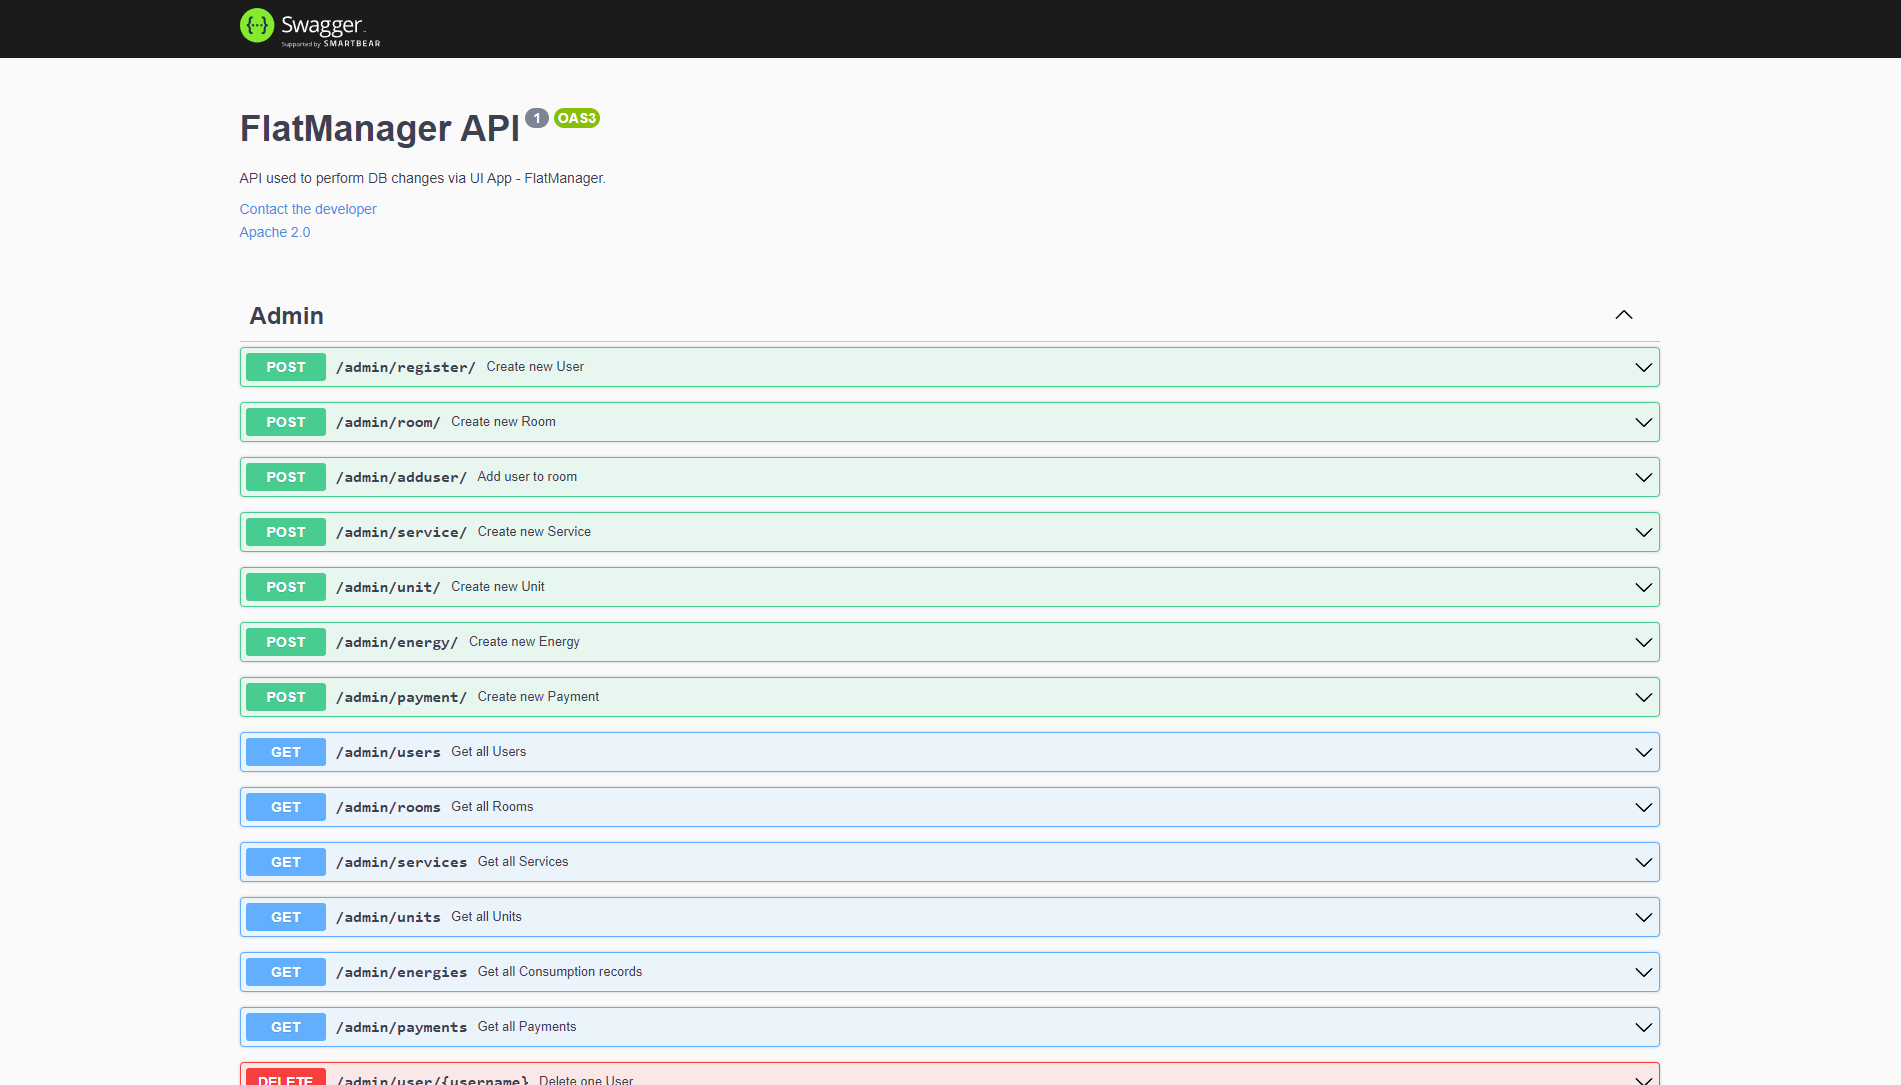 {···} Swagger™
Supported by SMARTBEAR
FlatManager API 1 OAS3
API used to perform DB changes via UI App - FlatManager.
Contact the developer
Apache 2.0
Admin
POST /admin/register/ Create new User
POST /admin/room/ Create new Room
POST /admin/adduser/ Add user to room
POST /admin/service/ Create new Service
POST /admin/unit/ Create new Unit
POST /admin/energy/ Create new Energy
POST /admin/payment/ Create new Payment
GET /admin/users Get all Users
GET /admin/rooms Get all Rooms
GET /admin/services Get all Services
GET /admin/units Get all Units
GET /admin/energies Get all Consumption records
GET /admin/payments Get all Payments
DELETE /admin/user/{username} Delete one User